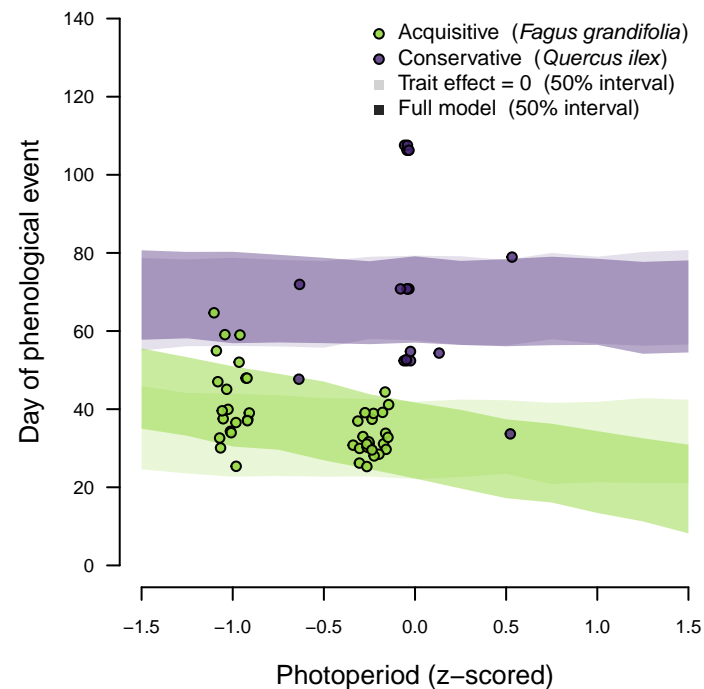 140
120
100
80
60
40
20
0
Day of phenological event
Acquisitive (Fagus grandifolia)
Conservative (Quercus ilex)
Trait effect = 0 (50% interval)
Full model (50% interval)
−1.5 −1.0 −0.5 0.0 0.5 1.0 1.5
Photoperiod (z−scored)